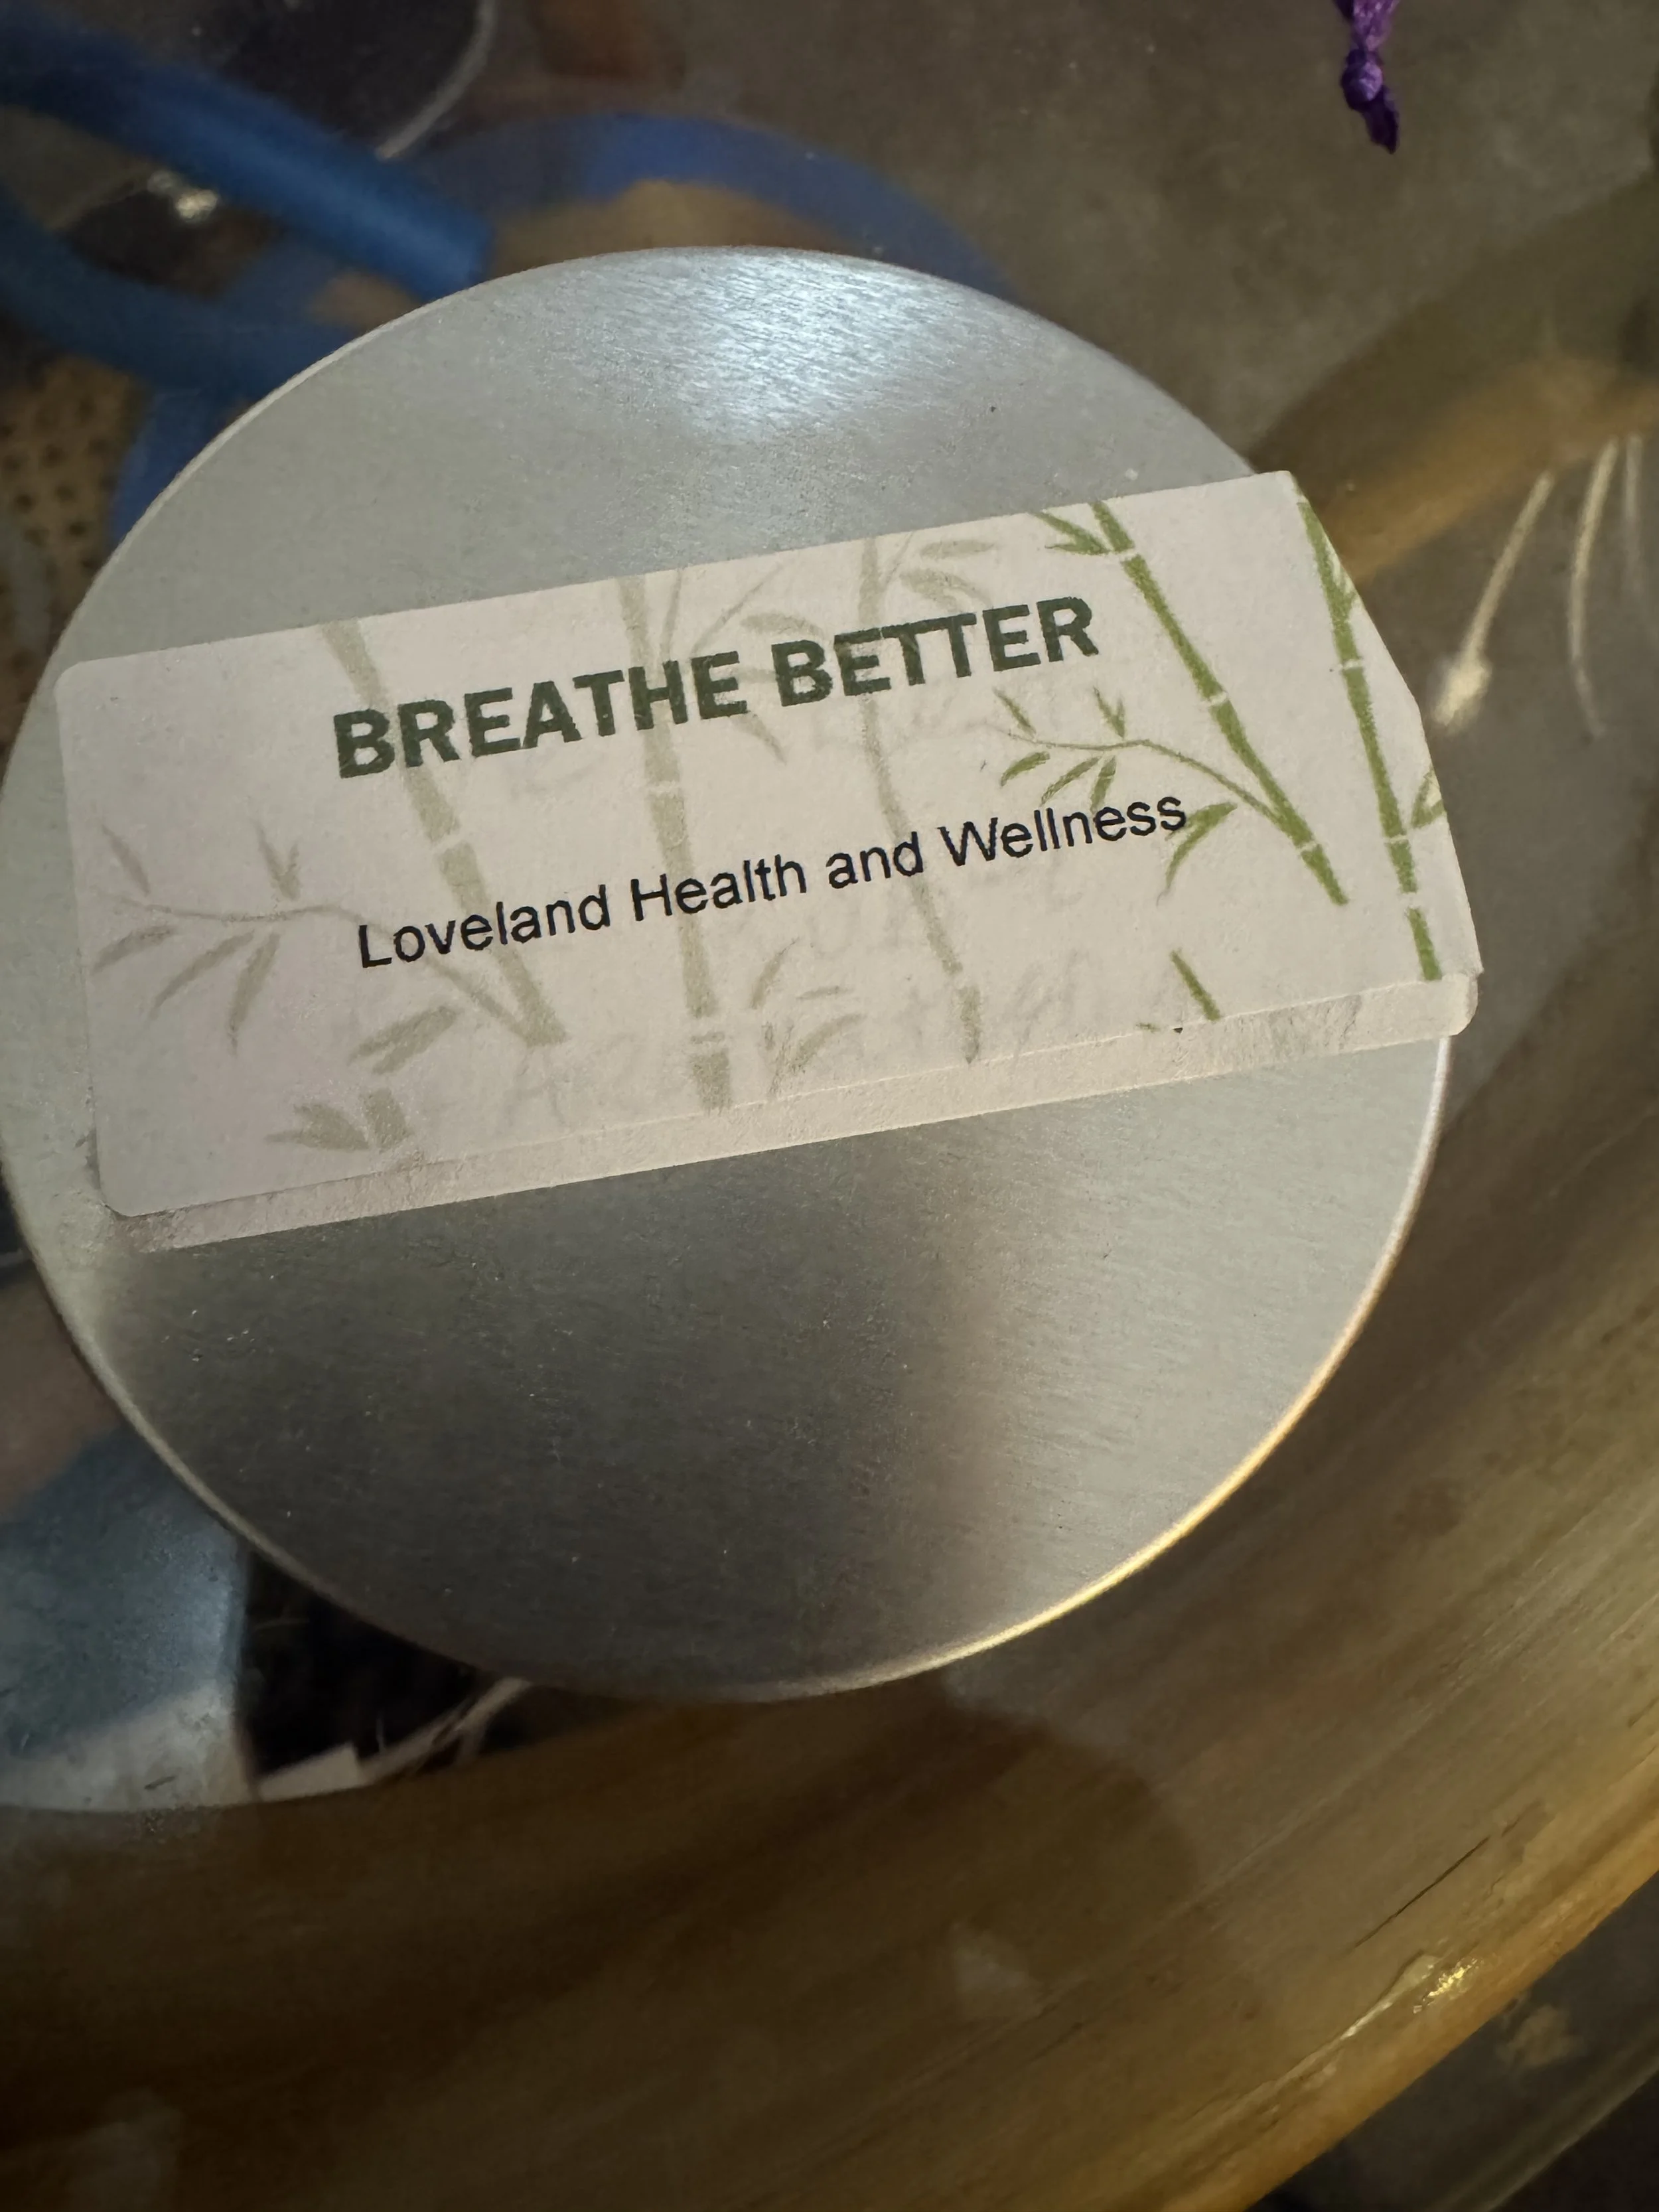 BREATHE BETTER
Loveland Health and Wellness